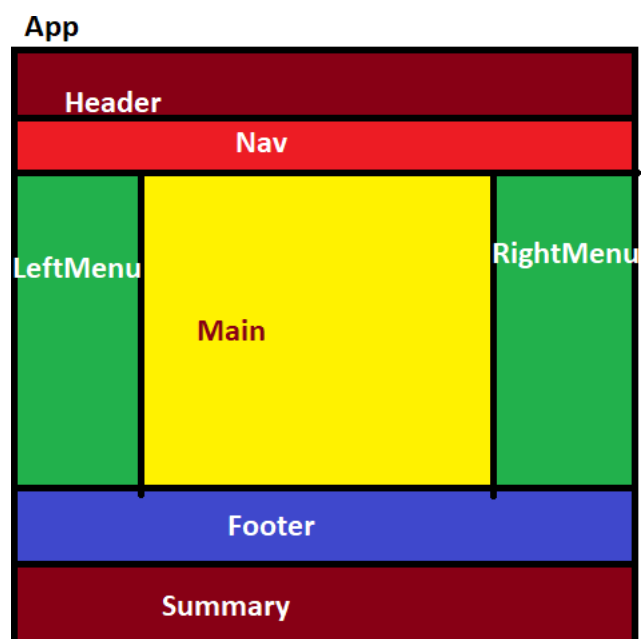 App
Header
Nav
LeftMenu
RightMenu
Main
Footer
Summary